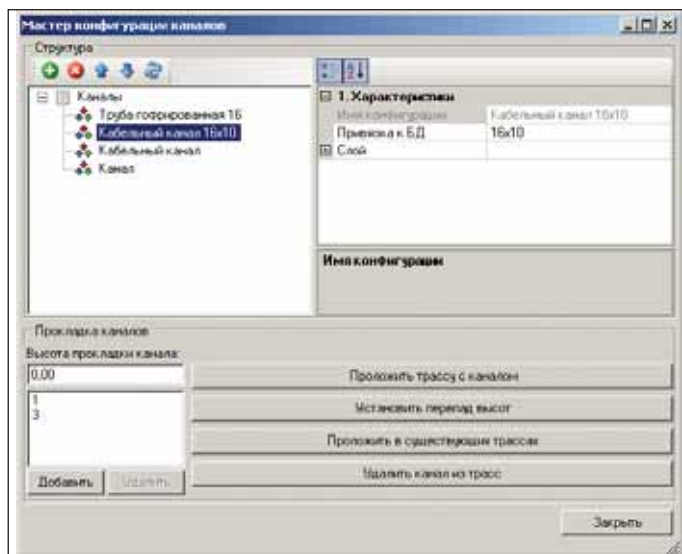 Мастер конфигурации каналов
Структура
Каналы
Труба гофрированная 16
Кабельный канал 16x10
Кабельный канал
Канал
1. Характеристики
Имя конфигурации Кабельный канал 16x10
Привязка к БД 16x10
Слой
Имя конфигурации
Прокладка каналов
Высота прокладки канала:
0.00
1
3
Добавить
Удалить
Проложить трассу с каналом
Установить перепад высот
Проложить в существующих трассах
Удалить канал из трасс
Закрыть